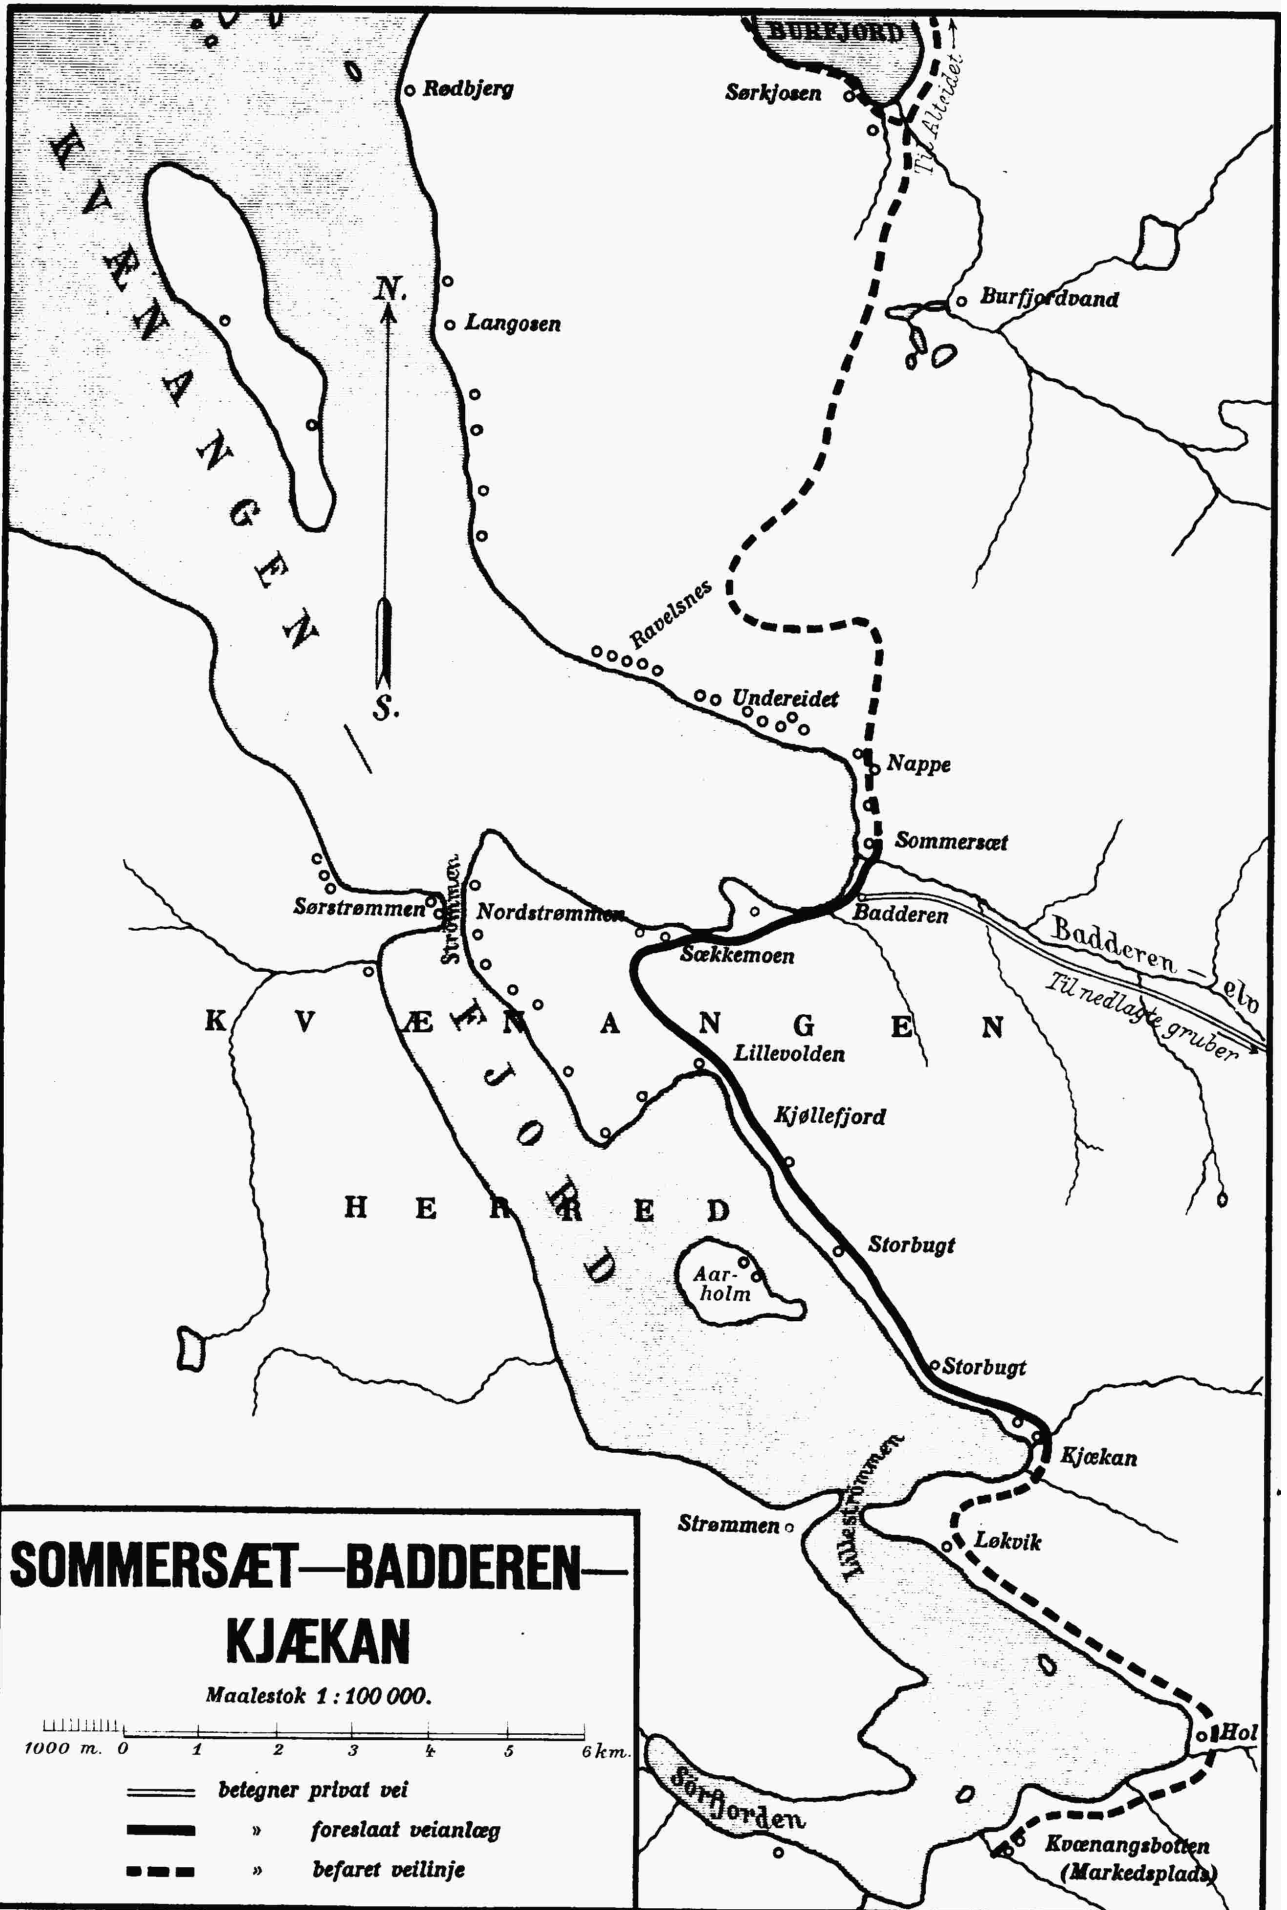 BURFJORD
Rødbjerg
Sørkjosen
Til Alteidet
KVÆNANGEN
N.
Burfjordvand
Langosen
Ravelsnes
S.
Undereidet
Nappe
Sommersæt
Strømmen
Sørstrømmen
Nordstrømmen
Badderen
Badderen-elv
Sækkemoen
Til nedlagte gruber
KVÆNANGEN
FJORD
Lillevolden
Kjøllefjord
HERRED
Storbugt
Aar-
holm
Storbugt
Kjækan
Lillestrømmen
Strømmen
Løkvik
Hol
Sörfjorden
Kvænangsbotten
(Markedsplads)
SOMMERSÆT—BADDEREN—
KJÆKAN
Maalestok 1 : 100 000.
1000 m. 0 1 2 3 4 5 6 km.
betegner privat vei
» foreslaat veianlæg
» befaret veilinje